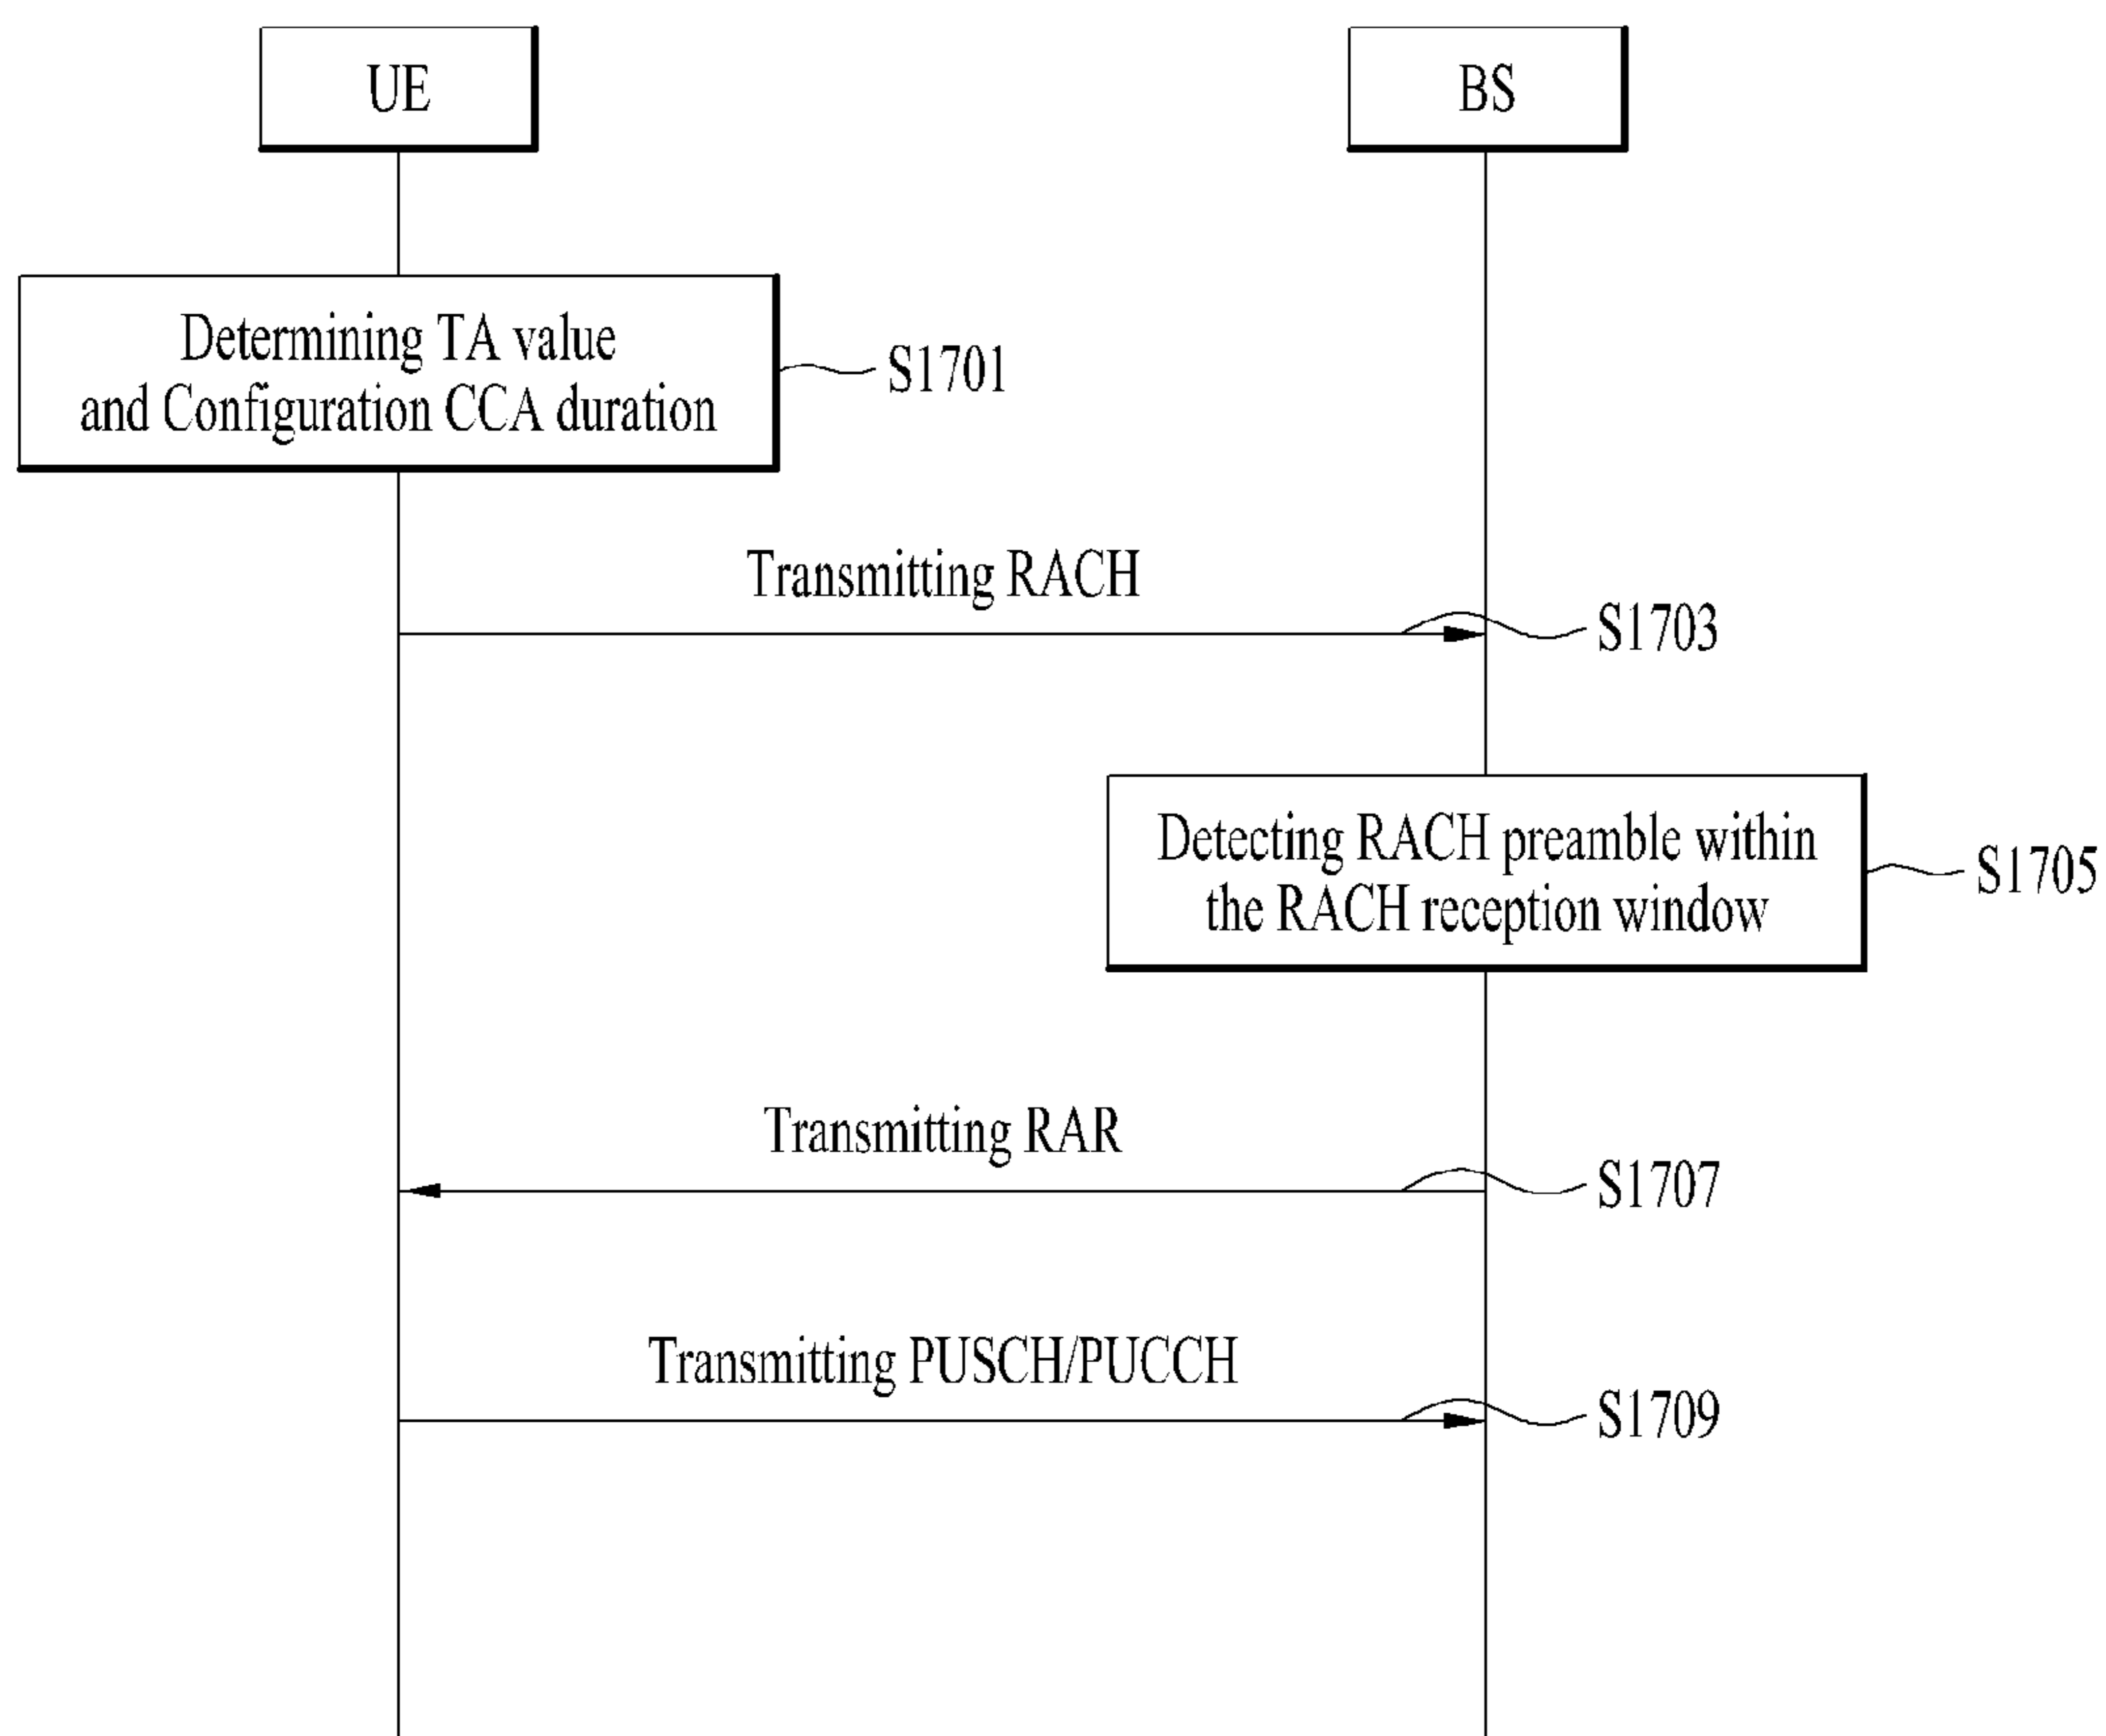 UE
BS
Determining TA value
and Configuration CCA duration
S1701
Transmitting RACH
S1703
Detecting RACH preamble within
the RACH reception window
S1705
Transmitting RAR
S1707
Transmitting PUSCH/PUCCH
S1709